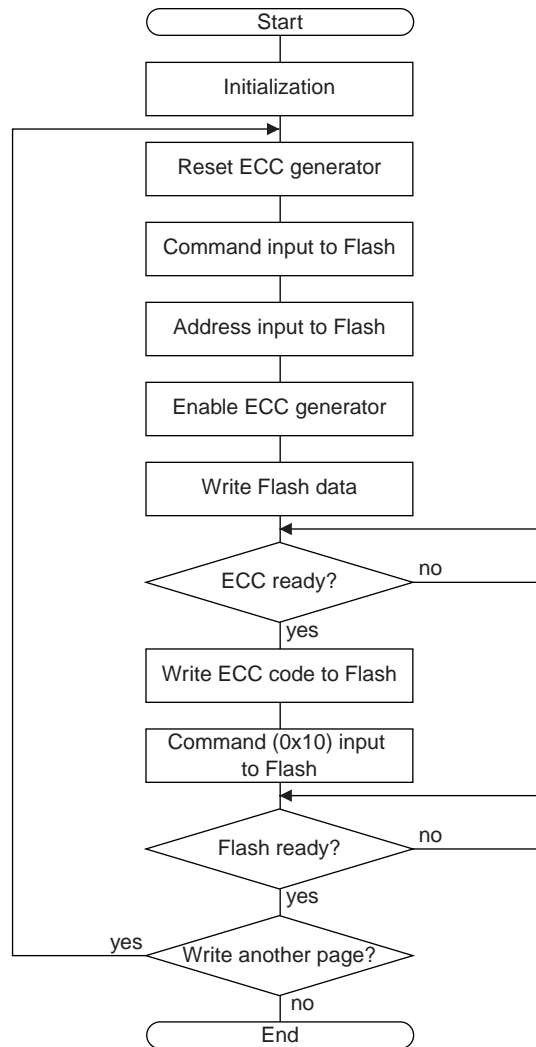 Start
Initialization
Reset ECC generator
Command input to Flash
Address input to Flash
Enable ECC generator
Write Flash data
ECC ready?
no
yes
Write ECC code to Flash
Command (0x10) input
to Flash
Flash ready?
no
yes
yes
Write another page?
no
End